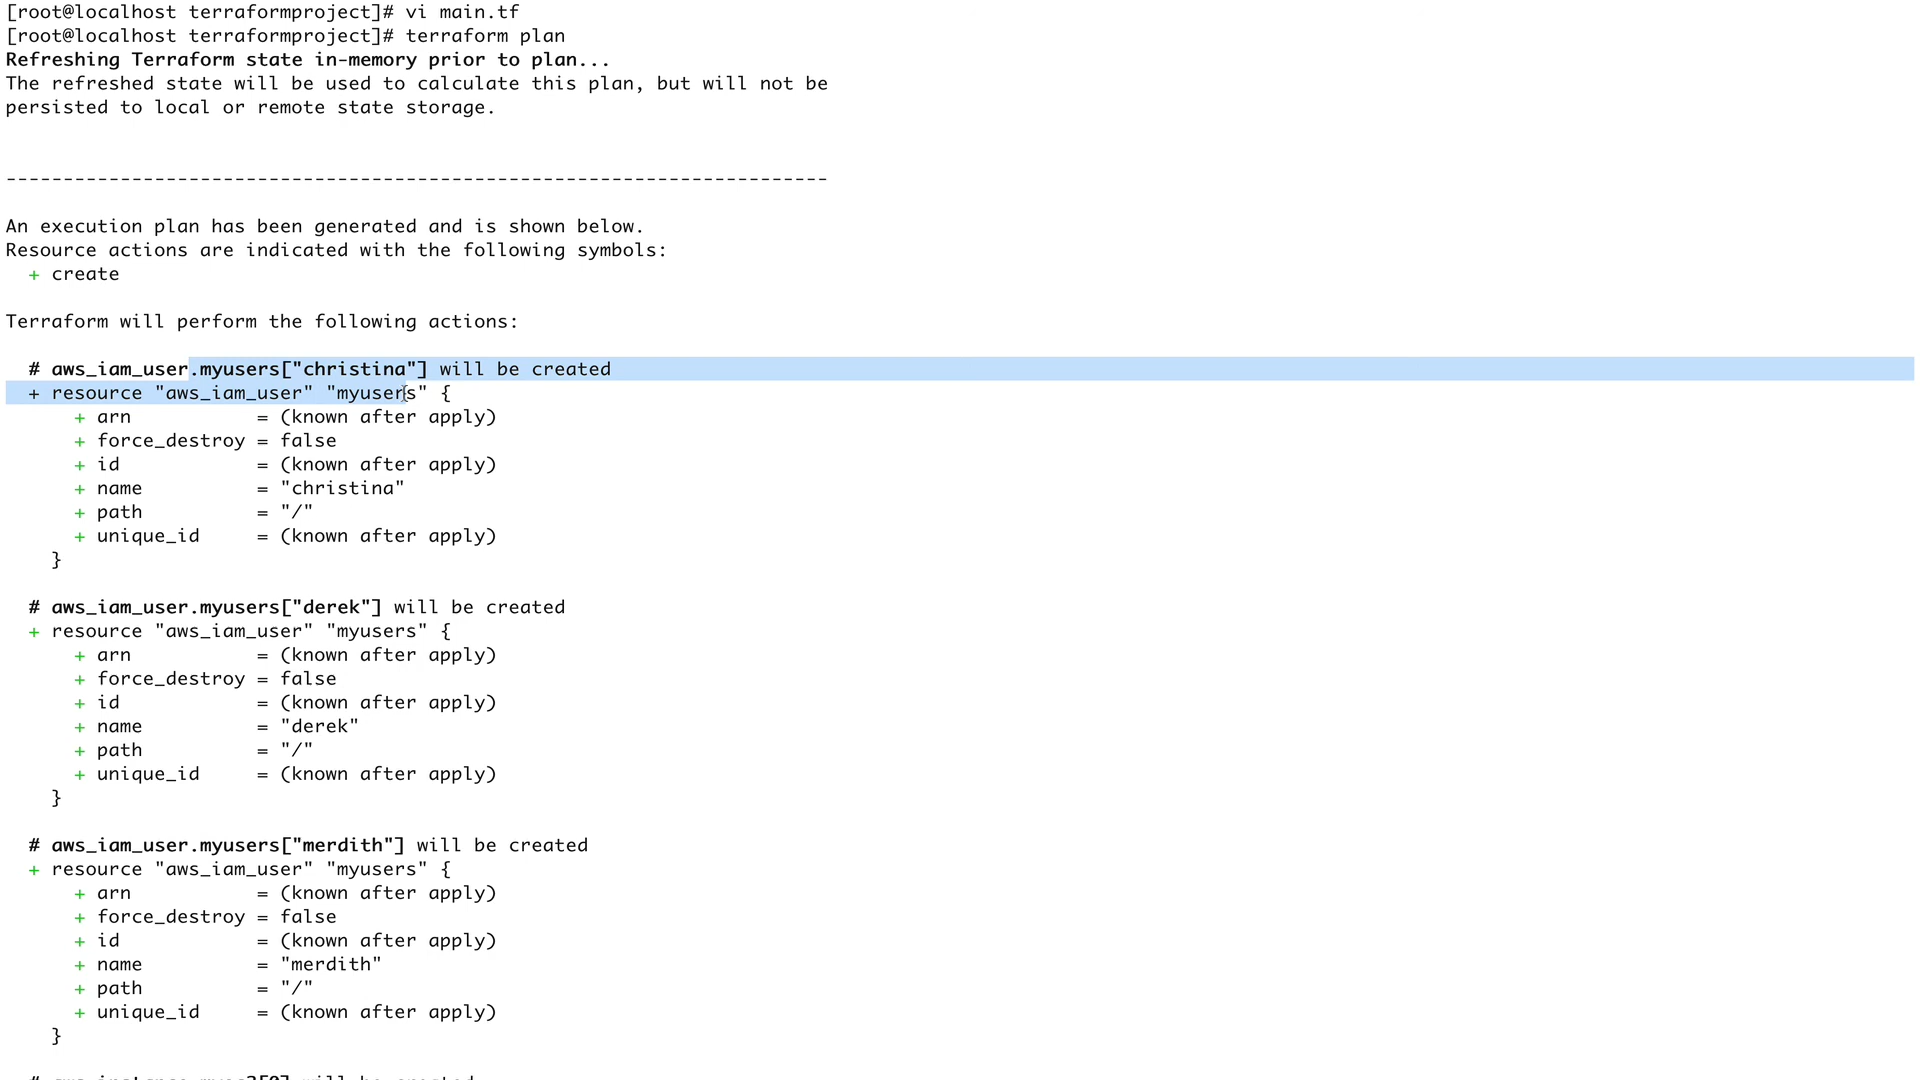 [root@localhost terraformproject]# vi main.tf
[root@localhost terraformproject]# terraform plan
Refreshing Terraform state in-memory prior to plan...
The refreshed state will be used to calculate this plan, but will not be
persisted to local or remote state storage.
------------------------------------------------------------------------
An execution plan has been generated and is shown below.
Resource actions are indicated with the following symbols:
  + create
Terraform will perform the following actions:
  # aws_iam_user.myusers["christina"] will be created
  + resource "aws_iam_user" "myusers" {
      + arn           = (known after apply)
      + force_destroy = false
      + id            = (known after apply)
      + name          = "christina"
      + path          = "/"
      + unique_id     = (known after apply)
    }
  # aws_iam_user.myusers["derek"] will be created
  + resource "aws_iam_user" "myusers" {
      + arn           = (known after apply)
      + force_destroy = false
      + id            = (known after apply)
      + name          = "derek"
      + path          = "/"
      + unique_id     = (known after apply)
    }
  # aws_iam_user.myusers["merdith"] will be created
  + resource "aws_iam_user" "myusers" {
      + arn           = (known after apply)
      + force_destroy = false
      + id            = (known after apply)
      + name          = "merdith"
      + path          = "/"
      + unique_id     = (known after apply)
    }
  # will be created